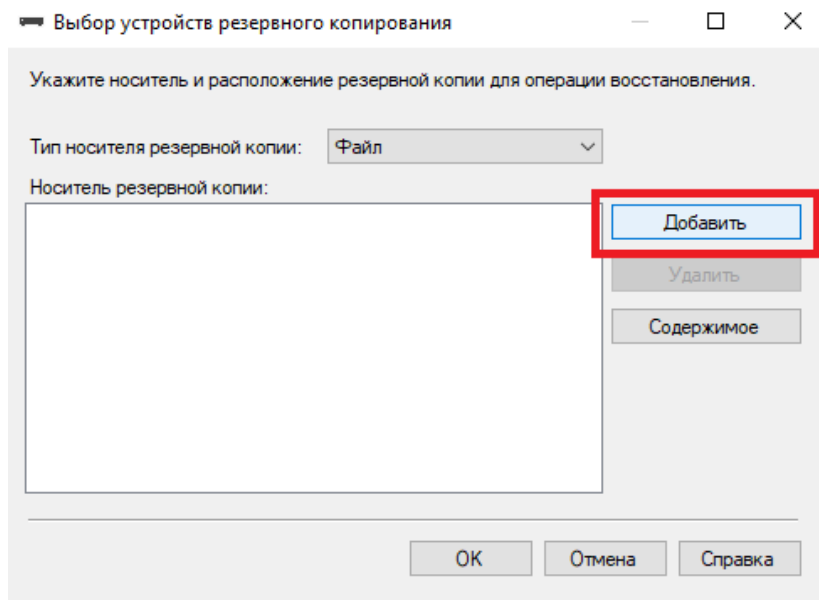 Выбор устройств резервного копирования
Укажите носитель и расположение резервной копии для операции восстановления.
Тип носителя резервной копии: Файл
Носитель резервной копии:
Добавить
Удалить
Содержимое
OK Отмена Справка